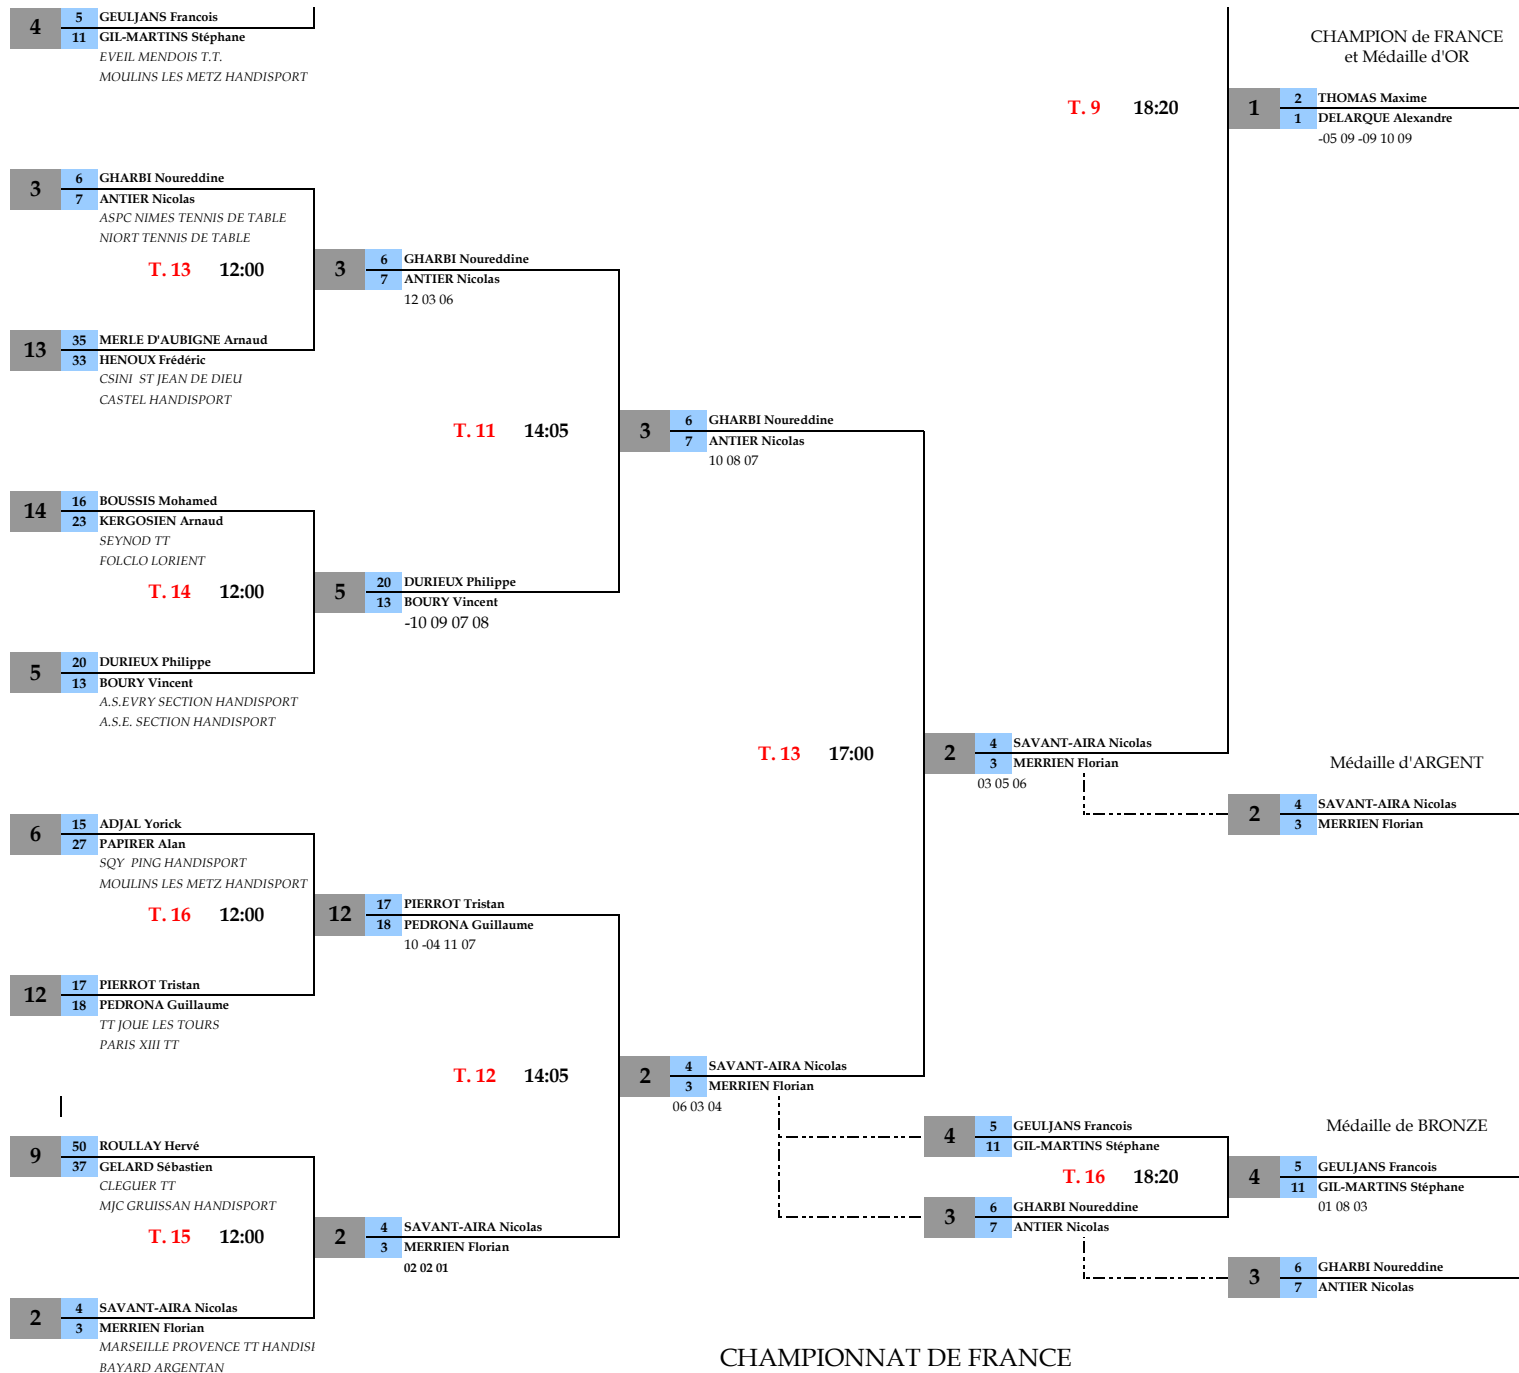 4
5 GEULJANS Francois
11 GIL-MARTINS Stéphane
EVEIL MENDOIS T.T.
MOULINS LES METZ HANDISPORT
CHAMPION de FRANCE
et Médaille d'OR
T. 9 18:20
1
2 THOMAS Maxime
1 DELARQUE Alexandre
-05 09 -09 10 09
3
6 GHARBI Noureddine
7 ANTIER Nicolas
ASPC NIMES TENNIS DE TABLE
NIORT TENNIS DE TABLE
T. 13 12:00
3
6 GHARBI Noureddine
7 ANTIER Nicolas
12 03 06
13
35 MERLE D'AUBIGNE Arnaud
33 HENOUX Frédéric
CSINI ST JEAN DE DIEU
CASTEL HANDISPORT
T. 11 14:05
3
6 GHARBI Noureddine
7 ANTIER Nicolas
10 08 07
14
16 BOUSSIS Mohamed
23 KERGOSIEN Arnaud
SEYNOD TT
FOLCLO LORIENT
T. 14 12:00
5
20 DURIEUX Philippe
13 BOURY Vincent
-10 09 07 08
5
20 DURIEUX Philippe
13 BOURY Vincent
A.S.EVRY SECTION HANDISPORT
A.S.E. SECTION HANDISPORT
T. 13 17:00
2
4 SAVANT-AIRA Nicolas
3 MERRIEN Florian
03 05 06
Médaille d'ARGENT
2
4 SAVANT-AIRA Nicolas
3 MERRIEN Florian
6
15 ADJAL Yorick
27 PAPIRER Alan
SQY PING HANDISPORT
MOULINS LES METZ HANDISPORT
T. 16 12:00
12
17 PIERROT Tristan
18 PEDRONA Guillaume
10 -04 11 07
12
17 PIERROT Tristan
18 PEDRONA Guillaume
TT JOUE LES TOURS
PARIS XIII TT
T. 12 14:05
2
4 SAVANT-AIRA Nicolas
3 MERRIEN Florian
06 03 04
4
5 GEULJANS Francois
11 GIL-MARTINS Stéphane
Médaille de BRONZE
T. 16 18:20
4
5 GEULJANS Francois
11 GIL-MARTINS Stéphane
01 08 03
9
50 ROULLAY Hervé
37 GELARD Sébastien
CLEGUER TT
MJC GRUISSAN HANDISPORT
T. 15 12:00
2
4 SAVANT-AIRA Nicolas
3 MERRIEN Florian
02 02 01
3
6 GHARBI Noureddine
7 ANTIER Nicolas
3
6 GHARBI Noureddine
7 ANTIER Nicolas
2
4 SAVANT-AIRA Nicolas
3 MERRIEN Florian
MARSEILLE PROVENCE TT HANDISI
BAYARD ARGENTAN
CHAMPIONNAT DE FRANCE